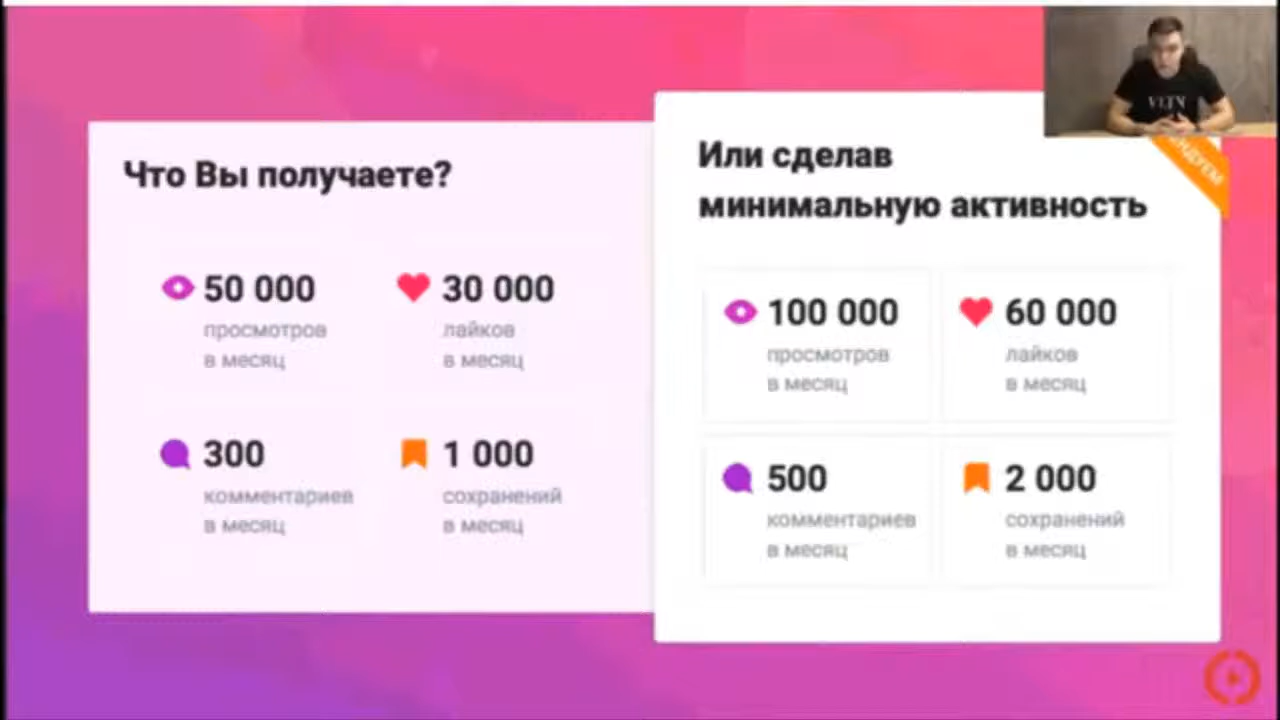 Что Вы получаете?
50 000
просмотров
в месяц
30 000
лайков
в месяц
300
комментариев
в месяц
1 000
сохранений
в месяц
Или сделав
минимальную активность
100 000
просмотров
в месяц
60 000
лайков
в месяц
500
комментариев
в месяц
2 000
сохранений
в месяц